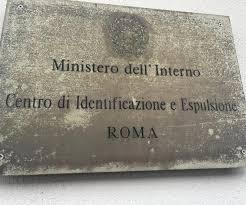 Ministero dell'Interno
Centro di Identificazione e Espulsione
ROMA